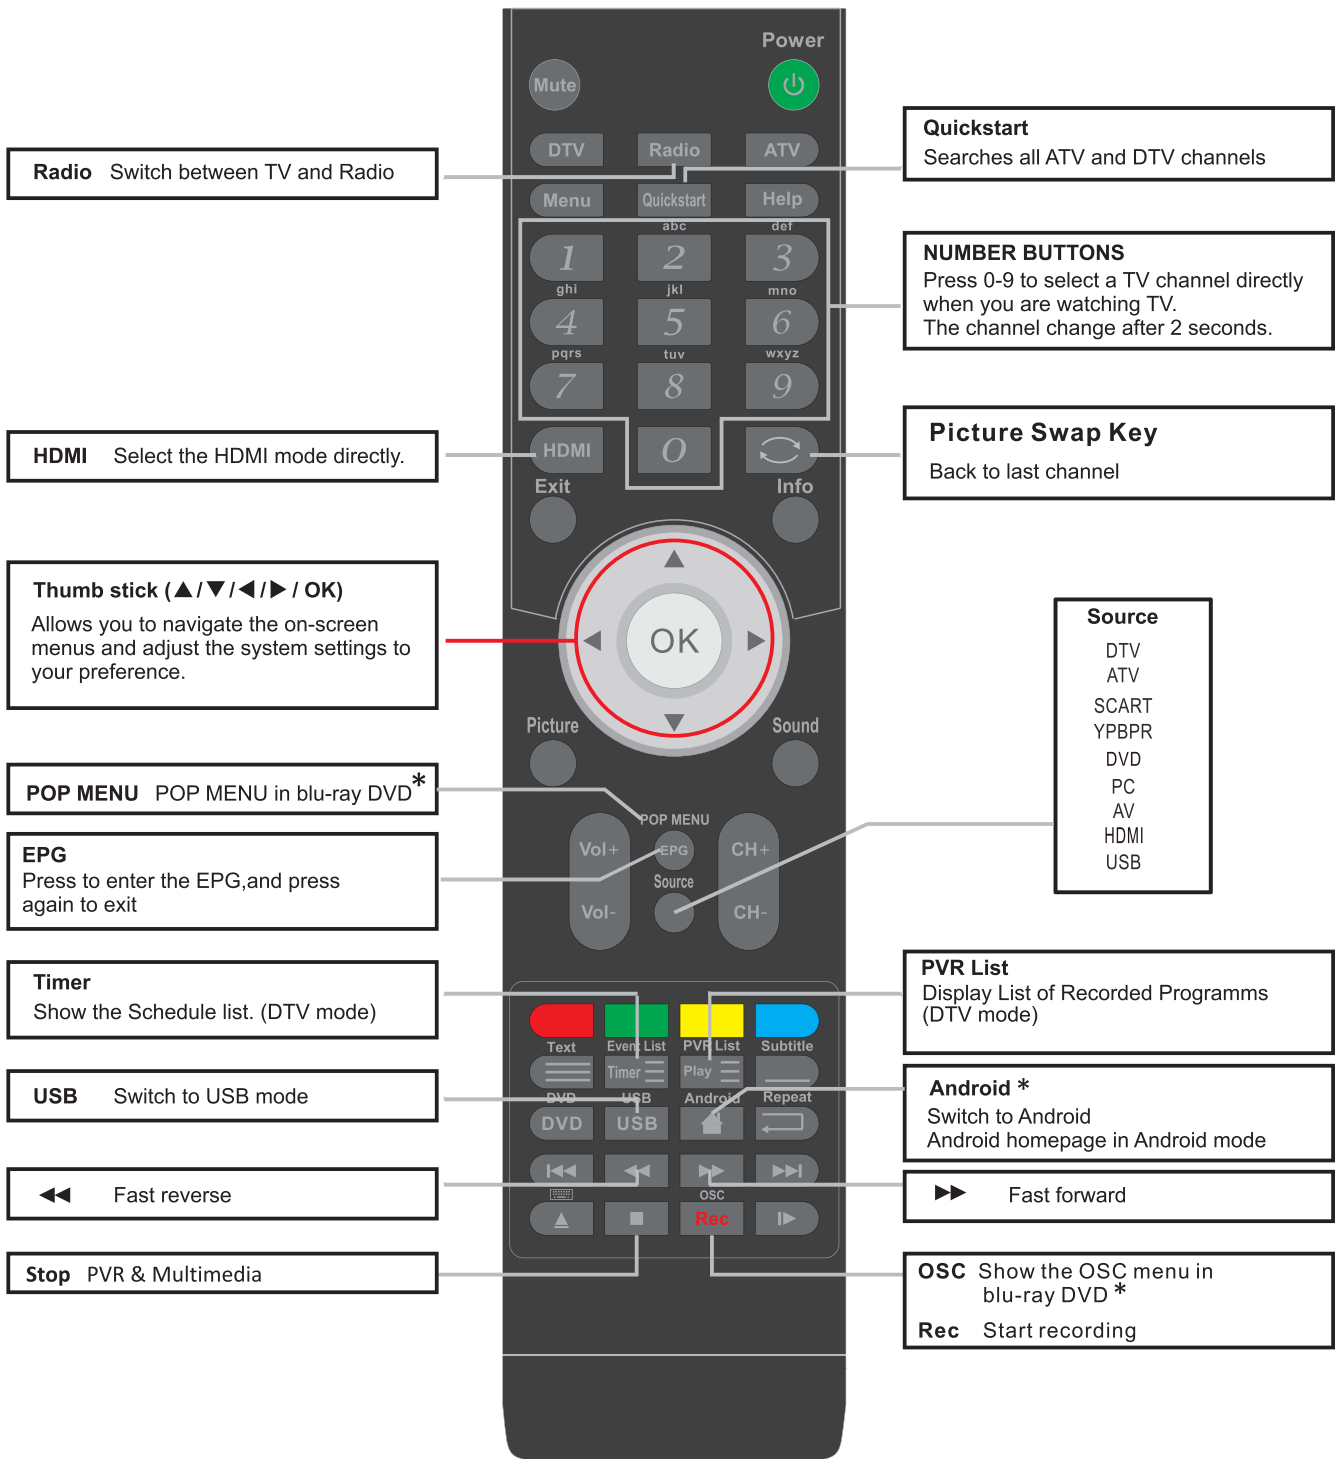 Power
Mute
DTV Radio ATV
Menu Quickstart Help
abc def
1 2 3
ghi jkl mno
4 5 6
pqrs tuv wxyz
7 8 9
HDMI 0
Exit Info
OK
Picture Sound
POP MENU
Vol+ EPG CH+
Source
Vol- CH-
Text Event List PVR List Subtitle
Timer Play
DVD USB Android Repeat
DVD USB
OSC
Rec
Radio Switch between TV and Radio
HDMI Select the HDMI mode directly.
Thumb stick (▲/▼/◀/▶ / OK)
Allows you to navigate the on-screen
menus and adjust the system settings to
your preference.
POP MENU POP MENU in blu-ray DVD*
EPG
Press to enter the EPG,and press
again to exit
Timer
Show the Schedule list. (DTV mode)
USB Switch to USB mode
◀◀ Fast reverse
Stop PVR & Multimedia
Quickstart
Searches all ATV and DTV channels
NUMBER BUTTONS
Press 0-9 to select a TV channel directly
when you are watching TV.
The channel change after 2 seconds.
Picture Swap Key
Back to last channel
Source
DTV
ATV
SCART
YPBPR
DVD
PC
AV
HDMI
USB
PVR List
Display List of Recorded Programms
(DTV mode)
Android *
Switch to Android
Android homepage in Android mode
▶▶ Fast forward
OSC Show the OSC menu in
blu-ray DVD*
Rec Start recording